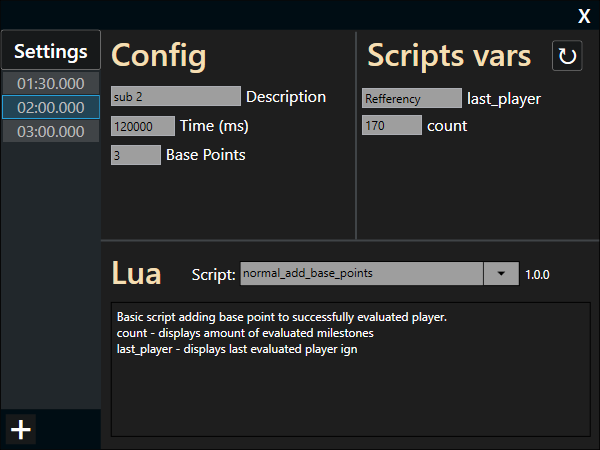 X
Settings
01:30.000
02:00.000
03:00.000
Config
sub 2 Description
120000 Time (ms)
3 Base Points
Scripts vars
Refferency last_player
170 count
Lua Script: normal_add_base_points 1.0.0
Basic script adding base point to successfully evaluated player.
count - displays amount of evaluated milestones
last_player - displays last evaluated player ign